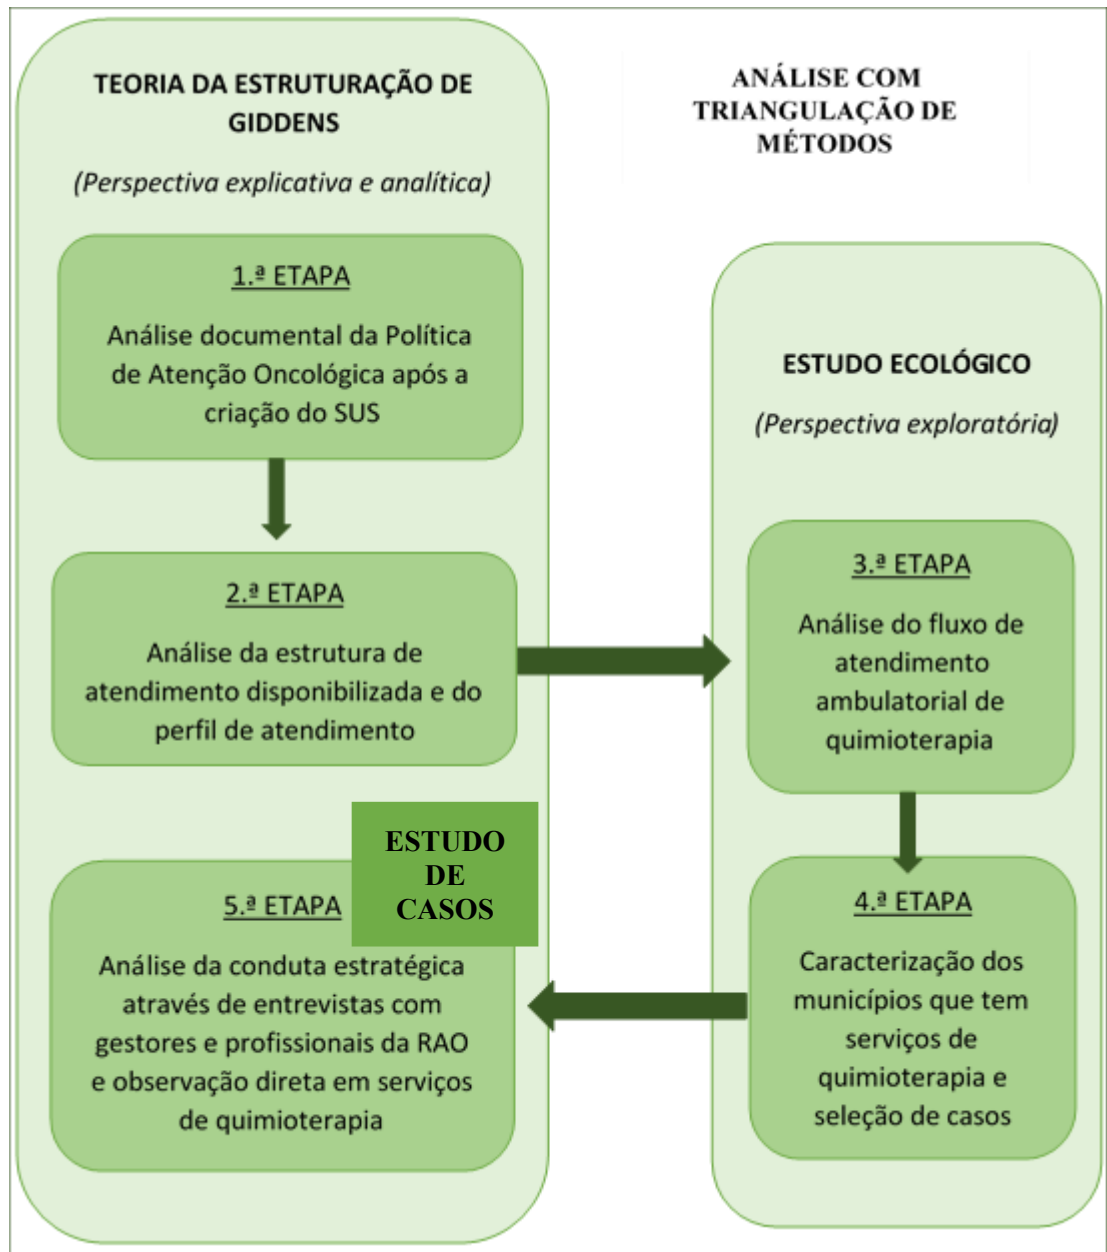 TEORIA DA ESTRUTURAÇÃO DE
GIDDENS
(Perspectiva explicativa e analítica)
ANÁLISE COM
TRIANGULAÇÃO DE
MÉTODOS
1.ª ETAPA
Análise documental da Política
de Atenção Oncológica após a
criação do SUS
ESTUDO ECOLÓGICO
(Perspectiva exploratória)
2.ª ETAPA
Análise da estrutura de
atendimento disponibilizada e do
perfil de atendimento
3.ª ETAPA
Análise do fluxo de
atendimento
ambulatorial de
quimioterapia
4.ª ETAPA
Caracterização dos
municípios que tem
serviços de
quimioterapia e
seleção de casos
ESTUDO
DE
CASOS
5.ª ETAPA
Análise da conduta estratégica
através de entrevistas com
gestores e profissionais da RAO
e observação direta em serviços
de quimioterapia